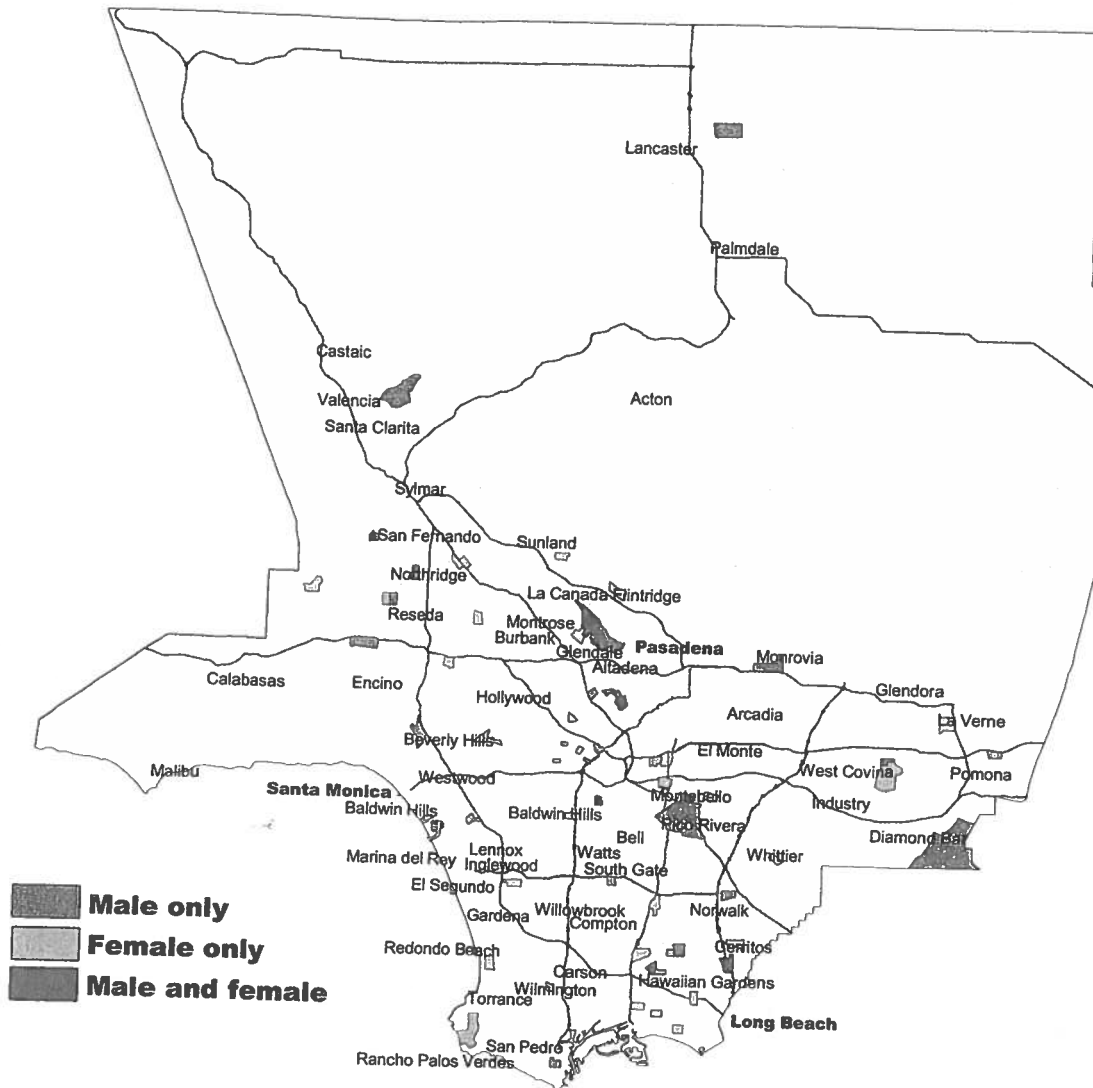 Lancaster
Palmdale
Castaic
Valencia
Santa Clarita
Acton
Sylmar
San Fernando
Sunland
Northridge
La Canada Flintridge
Reseda
Montrose
Burbank
Glendale
Pasadena
Altadena
Monrovia
Calabasas
Encino
Hollywood
Glendora
Arcadia
La Verne
Beverly Hills
El Monte
Malibu
Westwood
West Covina
Pomona
Santa Monica
Baldwin Hills
Baldwin Hills
Montebello
Industry
Pico Rivera
Bell
Diamond Bar
Marina del Rey
Lennox
Inglewood
Watts
South Gate
Whittier
El Segundo
Gardena
Willowbrook
Compton
Norwalk
Redondo Beach
Cerritos
Carson
Hawaiian Gardens
Wilmington
Torrance
Long Beach
San Pedro
Rancho Palos Verdes
Male only
Female only
Male and female